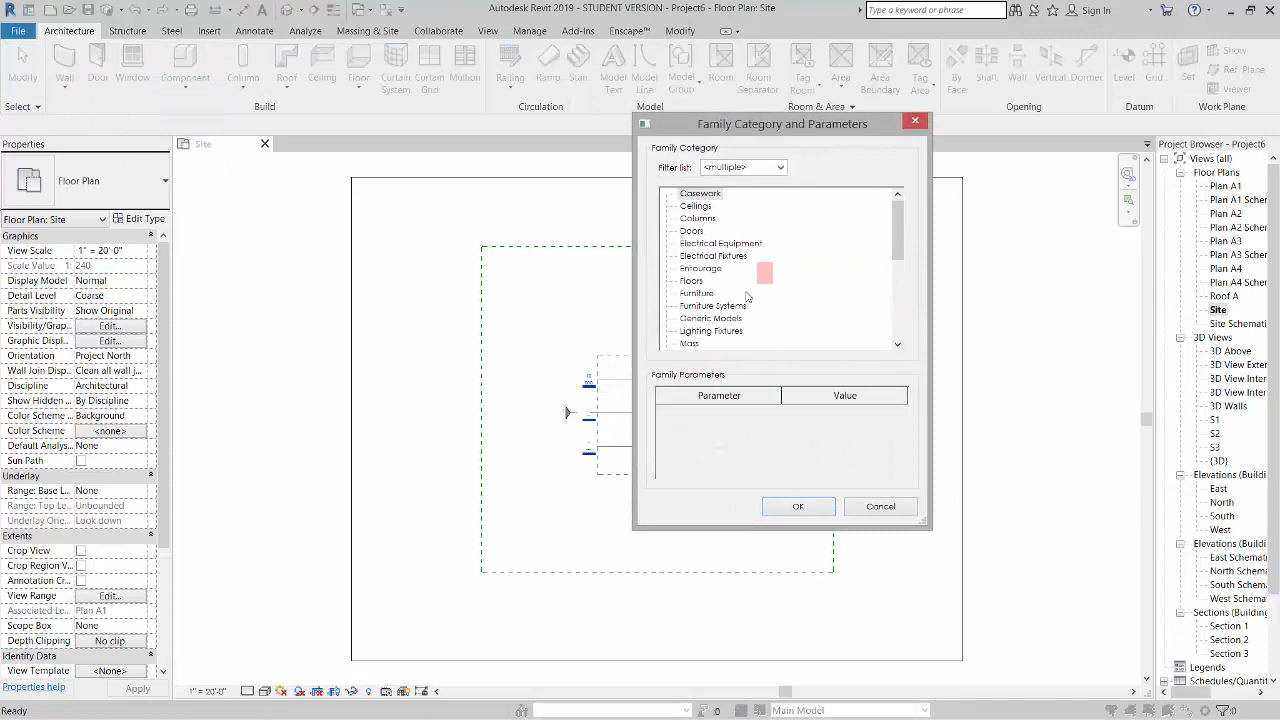 Autodesk Revit 2019 - STUDENT VERSION - Project6 - Floor Plan: Site
Type a keyword or phrase
Sign In
File Architecture Structure Steel Systems Insert Annotate Analyze Massing & Site Collaborate View Manage Add-Ins Enscape™ Modify
Modify Wall Door Window Component Column Roof Ceiling Floor Curtain System Curtain Grid Mullion Railing Ramp Stair Model Text Model Line Model Group Room Room Separator Tag Room Area Area Boundary Tag Area By Face Shaft Wall Vertical Dormer Level Grid Set
Show
Ref Plane
Viewer
Select Build Circulation Model Room & Area Opening Datum Work Plane
Properties
Floor Plan
Floor Plan: Site
Edit Type
Graphics
View Scale 1" = 20'-0"
Scale Value 1: 240
Display Model Normal
Detail Level Coarse
Parts Visibility Show Original
Visibility/Grap... Edit...
Graphic Displ... Edit...
Orientation Project North
Wall Join Displ... Clean all wall j...
Discipline Architectural
Show Hidden ... By Discipline
Color Scheme ... Background
Color Scheme <none>
Default Analys... None
Sun Path
Underlay
Range: Base L... None
Range: Top Le... Unbounded
Underlay Orie... Look down
Extents
Crop View
Crop Region V...
Annotation Cr...
View Range Edit...
Associated Le... Plan A1
Scope Box None
Depth Clipping No clip
Identity Data
View Template <None>
Properties help
Apply
Site
Family Category and Parameters
Family Category
Filter list: <multiple>
Casework
Ceilings
Columns
Doors
Electrical Equipment
Electrical Fixtures
Entourage
Floors
Furniture
Furniture Systems
Generic Models
Lighting Fixtures
Mass
Family Parameters
Parameter Value
OK Cancel
Project Browser - Project6
Views (all)
Floor Plans
Plan A1
Plan A1 Sche
Plan A2
Plan A2 Sche
Plan A3
Plan A3 Sche
Plan A4
Plan A4 Sche
Roof A
Site
Site Schemati
3D Views
3D Above
3D View Inter
3D View Inter
3D Walls
S1
S2
S3
{3D}
Elevations (Buildi
East
North
South
West
Elevations (Buildi
East Schemat
North Schem
South Schem
West Schema
Sections (Building
Section 1
Section 2
Section 3
Legends
Schedules/Quanti
1" = 20'-0"
Ready
:0
Main Model
:0